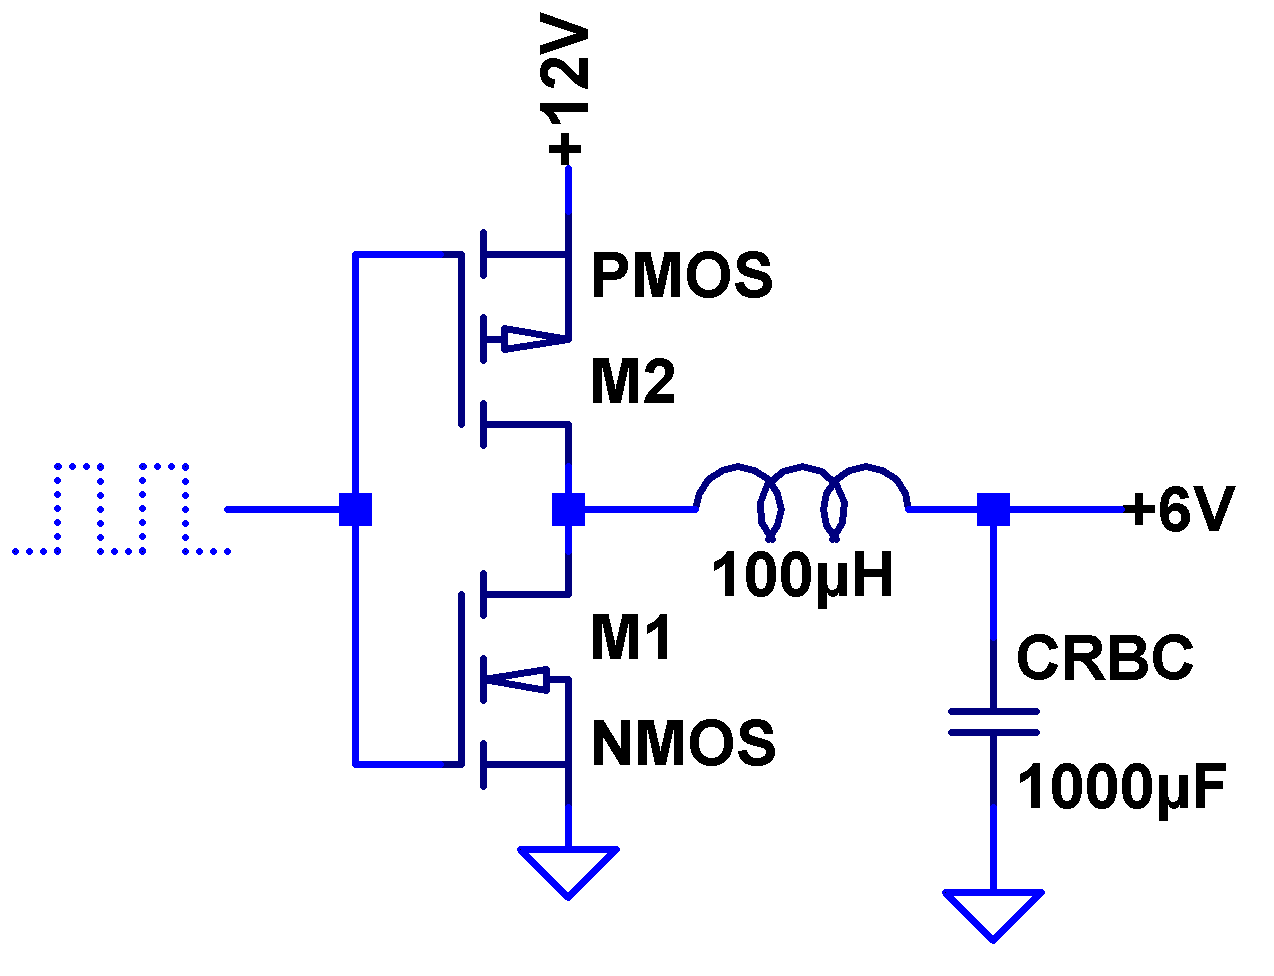 +12V
PMOS
M2
+6V
100µH
M1
CRBC
NMOS
1000µF